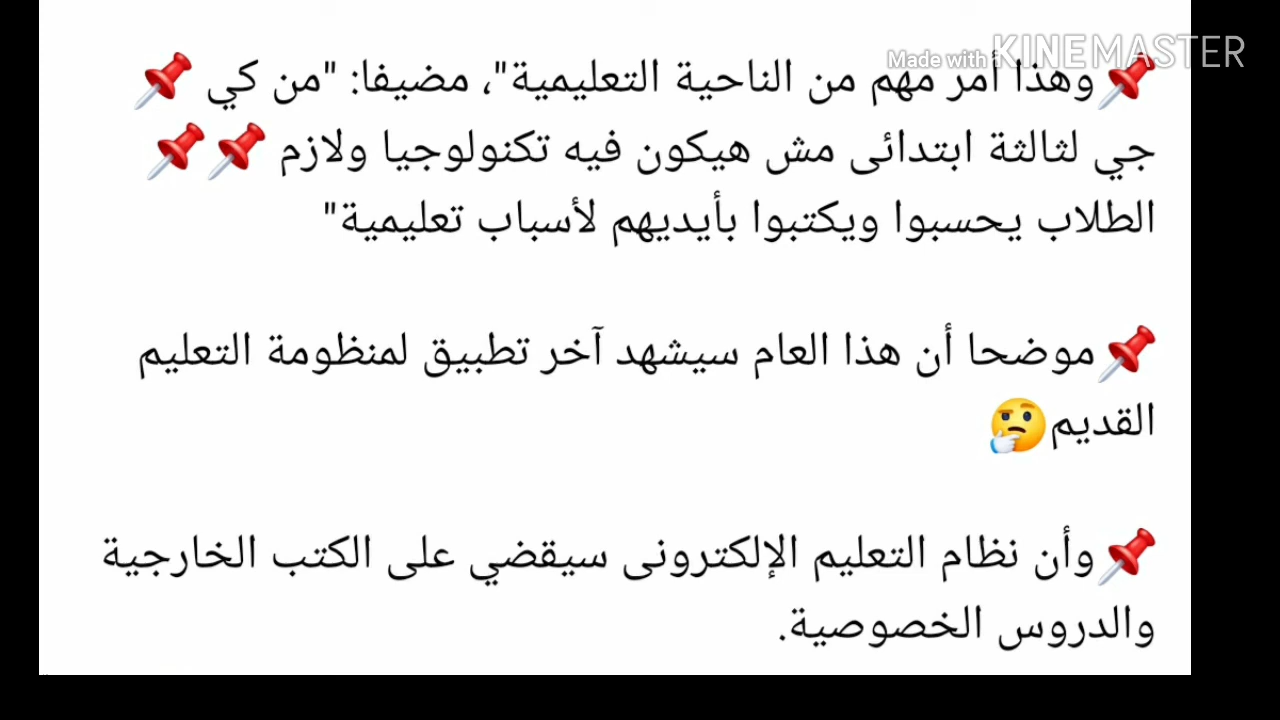 Made with KINEMASTER
📌وهذا أمر مهم من الناحية التعليمية"، مضيفا: "من كي 📌
جي لثالثة ابتدائى مش هيكون فيه تكنولوجيا ولازم 📌📌
الطلاب يحسبوا ويكتبوا بأيديهم لأسباب تعليمية"
📌موضحا أن هذا العام سيشهد آخر تطبيق لمنظومة التعليم
القديم🤔
📌وأن نظام التعليم الإلكترونى سيقضي على الكتب الخارجية
والدروس الخصوصية.